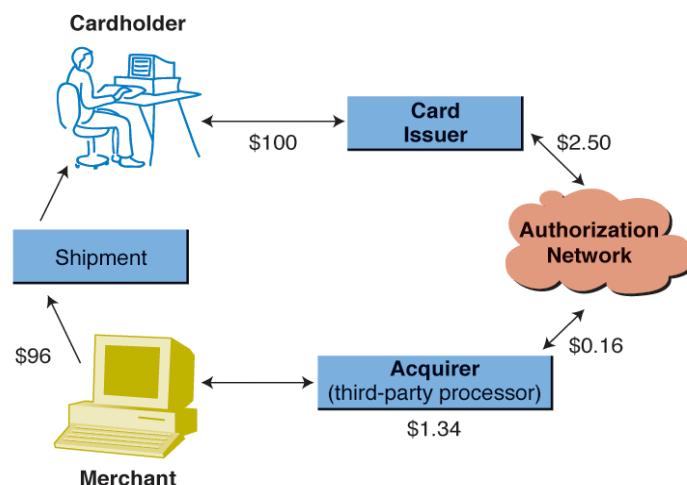 Cardholder
Card
Issuer
$100
$2.50
Authorization
Network
Shipment
$96
$0.16
Acquirer
(third-party processor)
$1.34
Merchant